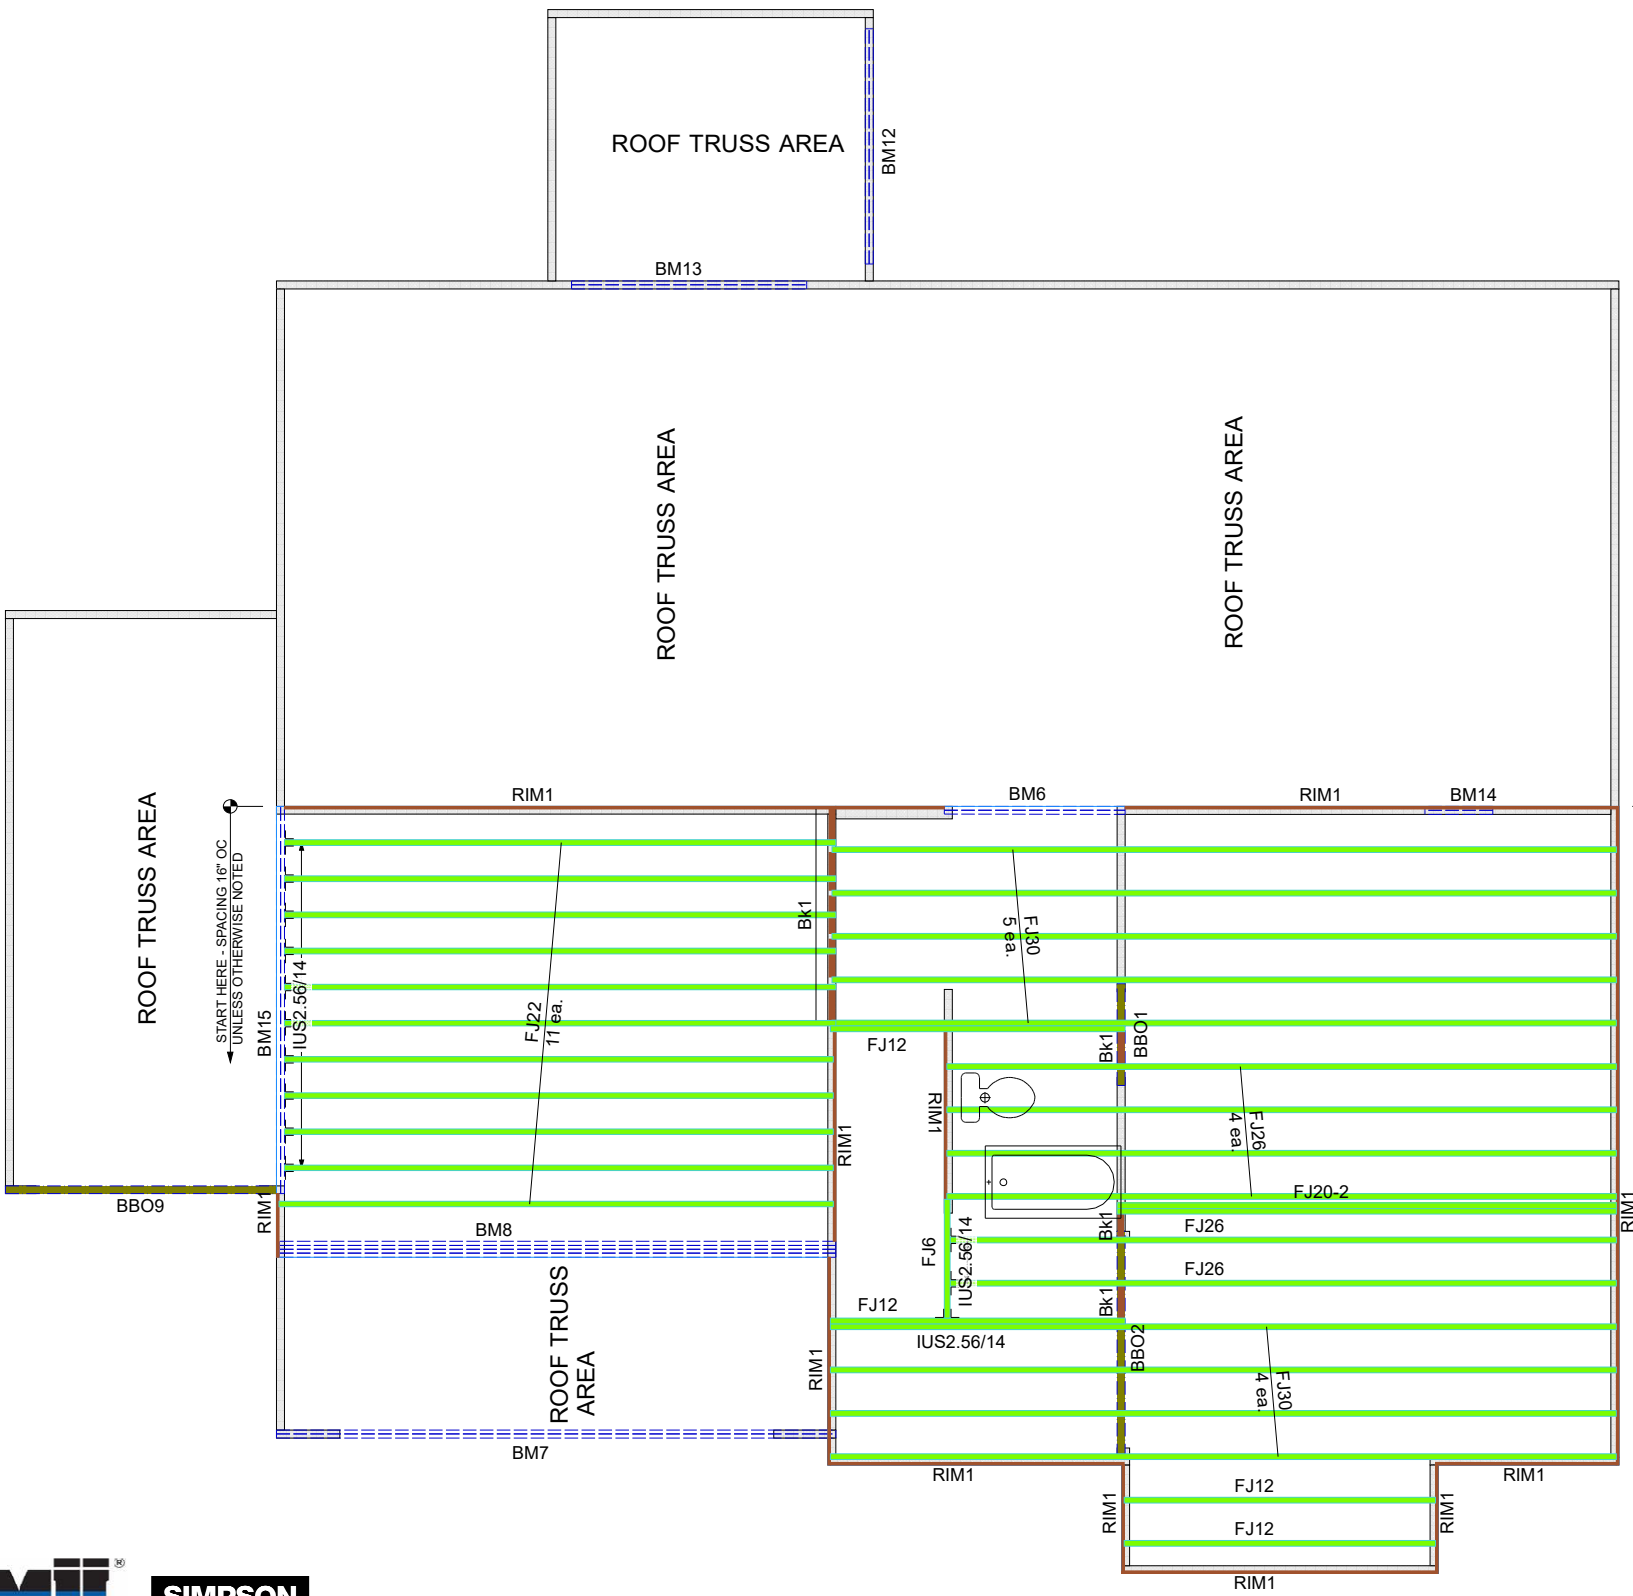 ROOF TRUSS AREA
BM12
BM13
ROOF TRUSS AREA
ROOF TRUSS AREA
ROOF TRUSS AREA
RIM1
BM6
RIM1
BM14
START HERE - SPACING 16" OC
UNLESS OTHERWISE NOTED
BM15
IUS2.56/14
FJ22
11 ea.
Bk1
FJ30
5 ea.
FJ12
Bk1
BBO1
RIM1
FJ26
4 ea.
RIM1
BBO9
RIM1
BM8
FJ20-2
RIM1
Bk1
FJ26
FJ6
IUS2.56/14
FJ26
Bk1
FJ12
IUS2.56/14
BBO2
RIM1
ROOF TRUSS
AREA
FJ30
4 ea.
BM7
RIM1
RIM1
RIM1
FJ12
RIM1
FJ12
RIM1
®
SIMPSON